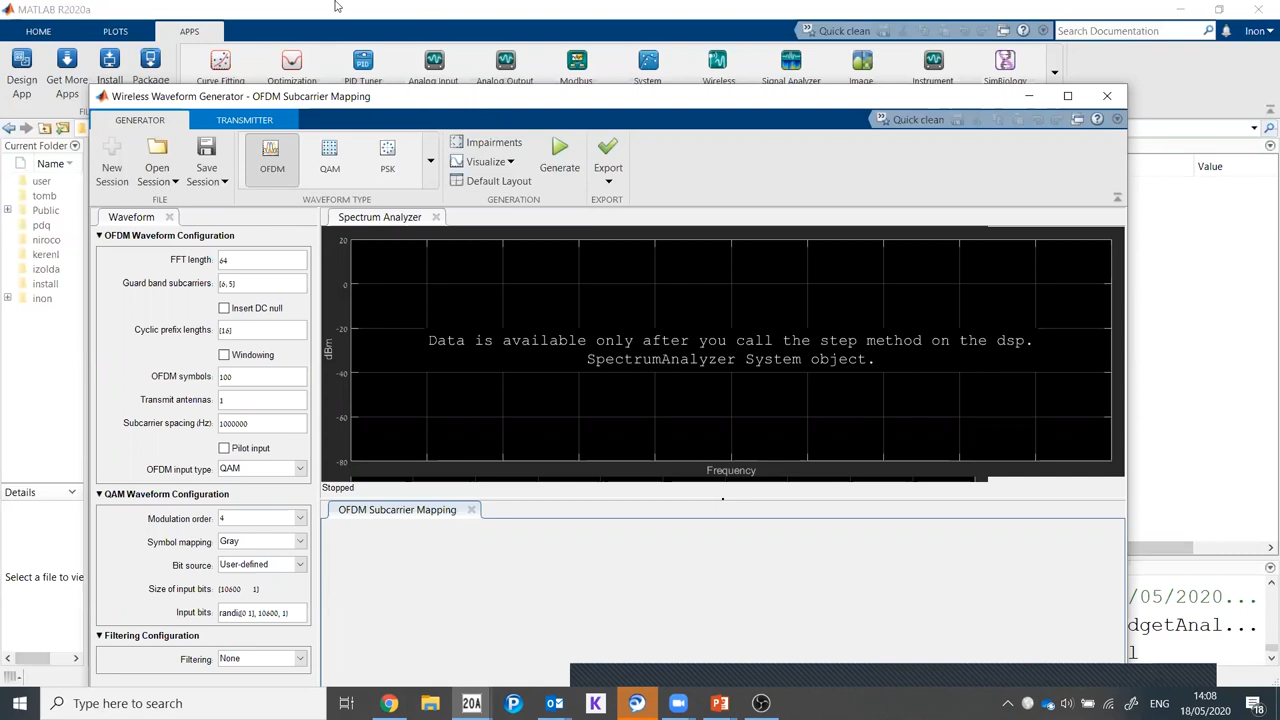 MATLAB R2020a
HOME PLOTS APPS
Quick clean
Search Documentation
Inon
Design App
Get More Apps
Install
Package
Curve Fitting
Optimization
PID Tuner
Analog Input
Analog Output
Modbus
System
Wireless
Signal Analyzer
Image
Instrument
SimBiology
Wireless Waveform Generator - OFDM Subcarrier Mapping
GENERATOR TRANSMITTER
Quick clean
New Session
Open Session
Save Session
FILE
OFDM
QAM
PSK
WAVEFORM TYPE
Impairments
Visualize
Default Layout
Generate
GENERATION
Export
EXPORT
Current Folder
Name
user
tomb
Public
pdq
niroco
kerenl
izolda
install
inon
Details
Select a file to vie
Waveform
OFDM Waveform Configuration
FFT length: 64
Guard band subcarriers: [6; 5]
Insert DC null
Cyclic prefix lengths: [16]
Windowing
OFDM symbols: 100
Transmit antennas: 1
Subcarrier spacing (Hz): 1000000
Pilot input
OFDM input type: QAM
QAM Waveform Configuration
Modulation order: 4
Symbol mapping: Gray
Bit source: User-defined
Size of input bits: [10600 1]
Input bits: randi([0 1], 10600, 1)
Filtering Configuration
Filtering: None
Spectrum Analyzer
20
0
-20
-40
-60
-80
dBm
Data is available only after you call the step method on the dsp.
SpectrumAnalyzer System object.
Frequency
Stopped
OFDM Subcarrier Mapping
Value
/05/2020...
dgetAnal...
l
Type here to search
20A
K
ENG
14:08
18/05/2020
18